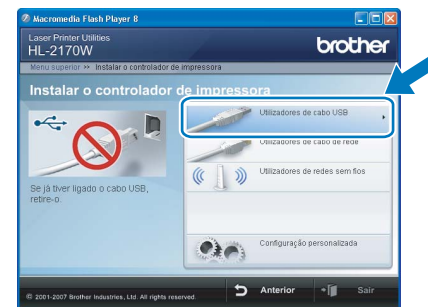 Macromedia Flash Player 8
Laser Printer Utilities
HL-2170W
brother
Menu superior >> Instalar o controlador de impressora
Instalar o controlador de impressora
Utilizadores de cabo USB
Utilizadores de cabo de rede
Utilizadores de redes sem fios
Se já tiver ligado o cabo USB,
retire-o.
Configuração personalizada
© 2001-2007 Brother Industries, Ltd. All rights reserved.
Anterior
Sair